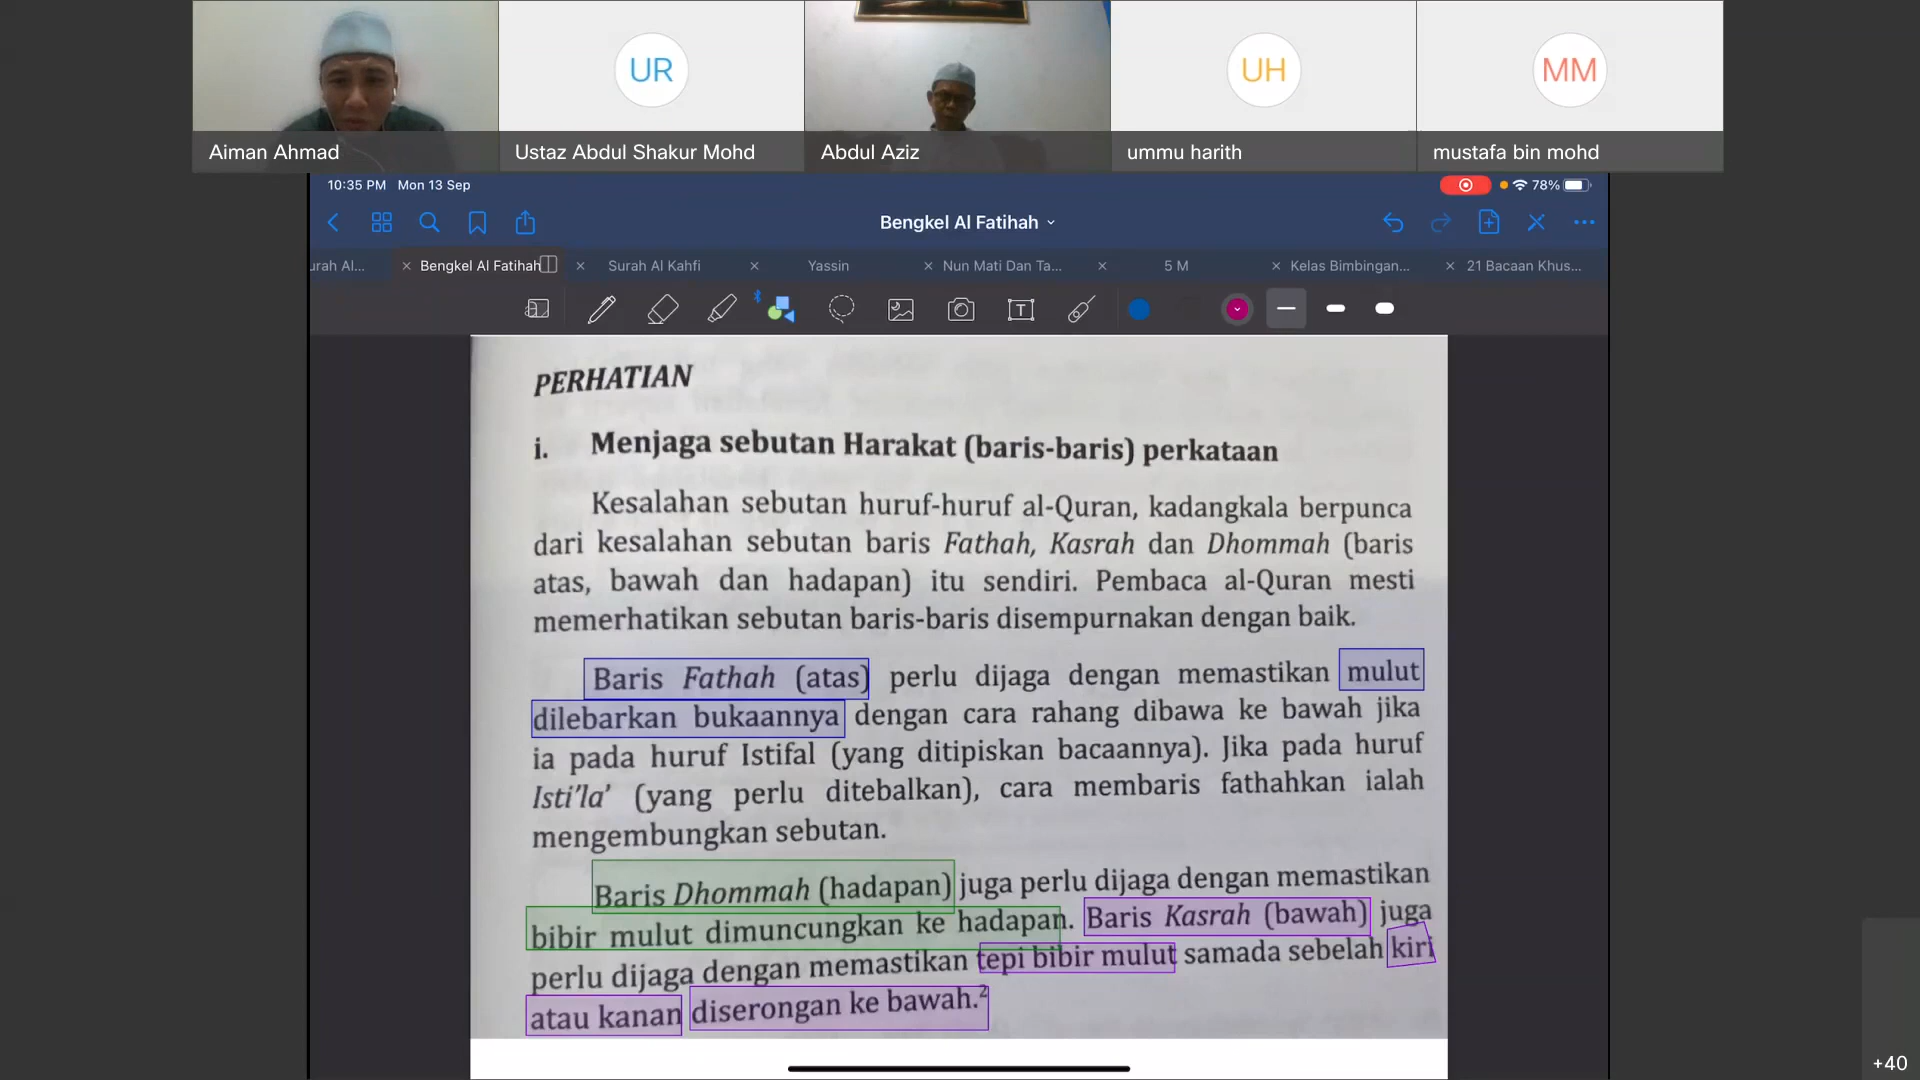 UR
UH
MM
Aiman Ahmad
Ustaz Abdul Shakur Mohd
Abdul Aziz
ummu harith
mustafa bin mohd
10:35 PM Mon 13 Sep
78%
Bengkel Al Fatihah
urah Al...
Bengkel Al Fatihah
Surah Al Kahfi
Yassin
Nun Mati Dan Ta...
5 M
Kelas Bimbingan...
21 Bacaan Khus...
T
PERHATIAN
i. Menjaga sebutan Harakat (baris-baris) perkataan
Kesalahan sebutan huruf-huruf al-Quran, kadangkala berpunca
dari kesalahan sebutan baris Fathah, Kasrah dan Dhommah (baris
atas, bawah dan hadapan) itu sendiri. Pembaca al-Quran mesti
memerhatikan sebutan baris-baris disempurnakan dengan baik.
Baris Fathah (atas) perlu dijaga dengan memastikan mulut
dilebarkan bukaannya dengan cara rahang dibawa ke bawah jika
ia pada huruf Istifal (yang ditipiskan bacaannya). Jika pada huruf
Isti'la' (yang perlu ditebalkan), cara membaris fathahkan ialah
mengembungkan sebutan.
Baris Dhommah (hadapan) juga perlu dijaga dengan memastikan
bibir mulut dimuncungkan ke hadapan. Baris Kasrah (bawah) juga
perlu dijaga dengan memastikan tepi bibir mulut samada sebelah kiri
atau kanan diserongan ke bawah.²
+40